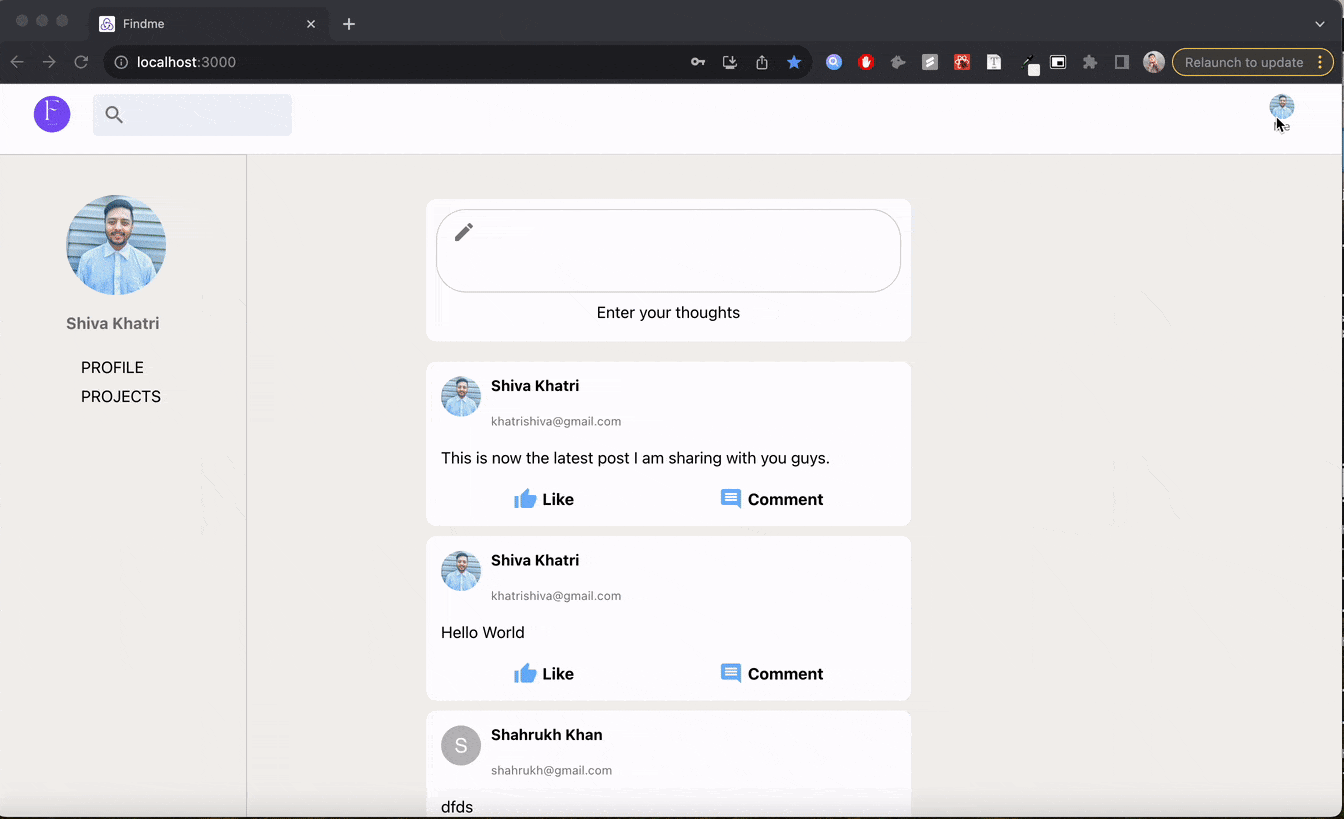 Findme
localhost:3000
Relaunch to update
F
Shiva Khatri
PROFILE
PROJECTS
Enter your thoughts
Shiva Khatri
khatrishiva@gmail.com
This is now the latest post I am sharing with you guys.
Like Comment
Shiva Khatri
khatrishiva@gmail.com
Hello World
Like Comment
S
Shahrukh Khan
shahrukh@gmail.com
dfds